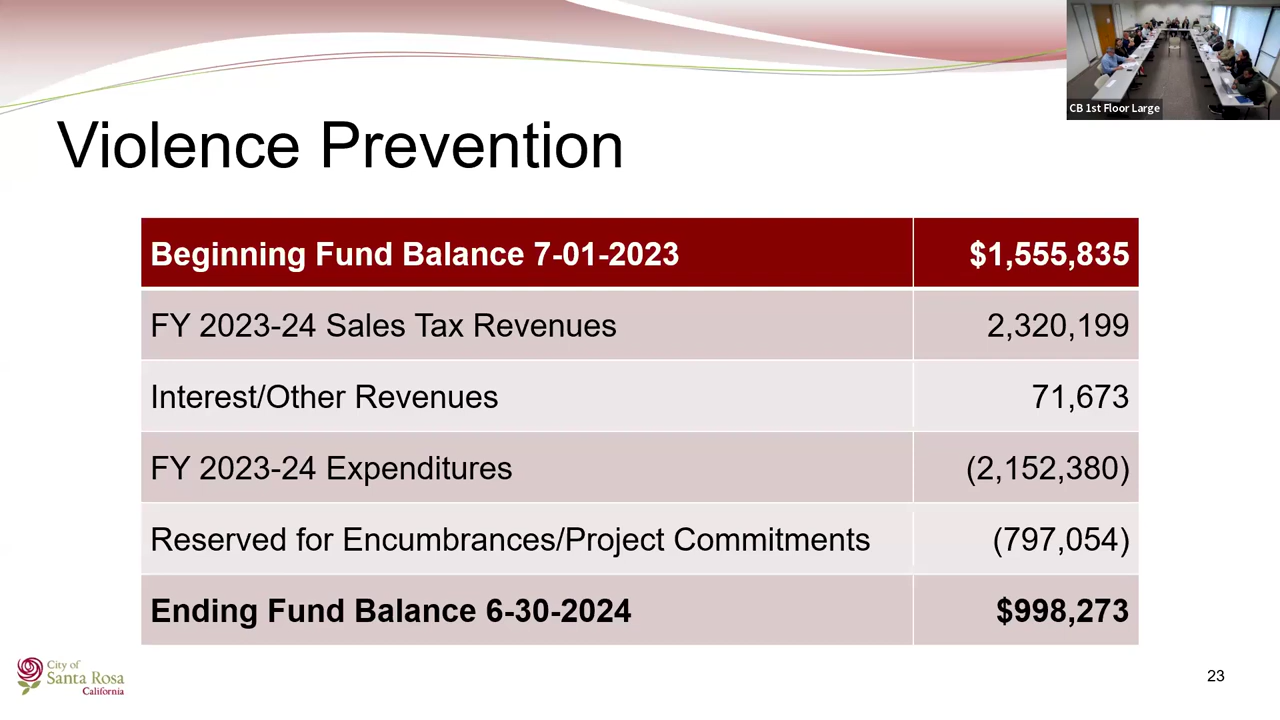 CB 1st Floor Large
Violence Prevention
Beginning Fund Balance 7-01-2023 $1,555,835
FY 2023-24 Sales Tax Revenues 2,320,199
Interest/Other Revenues 71,673
FY 2023-24 Expenditures (2,152,380)
Reserved for Encumbrances/Project Commitments (797,054)
Ending Fund Balance 6-30-2024 $998,273
City of
Santa Rosa
California
23